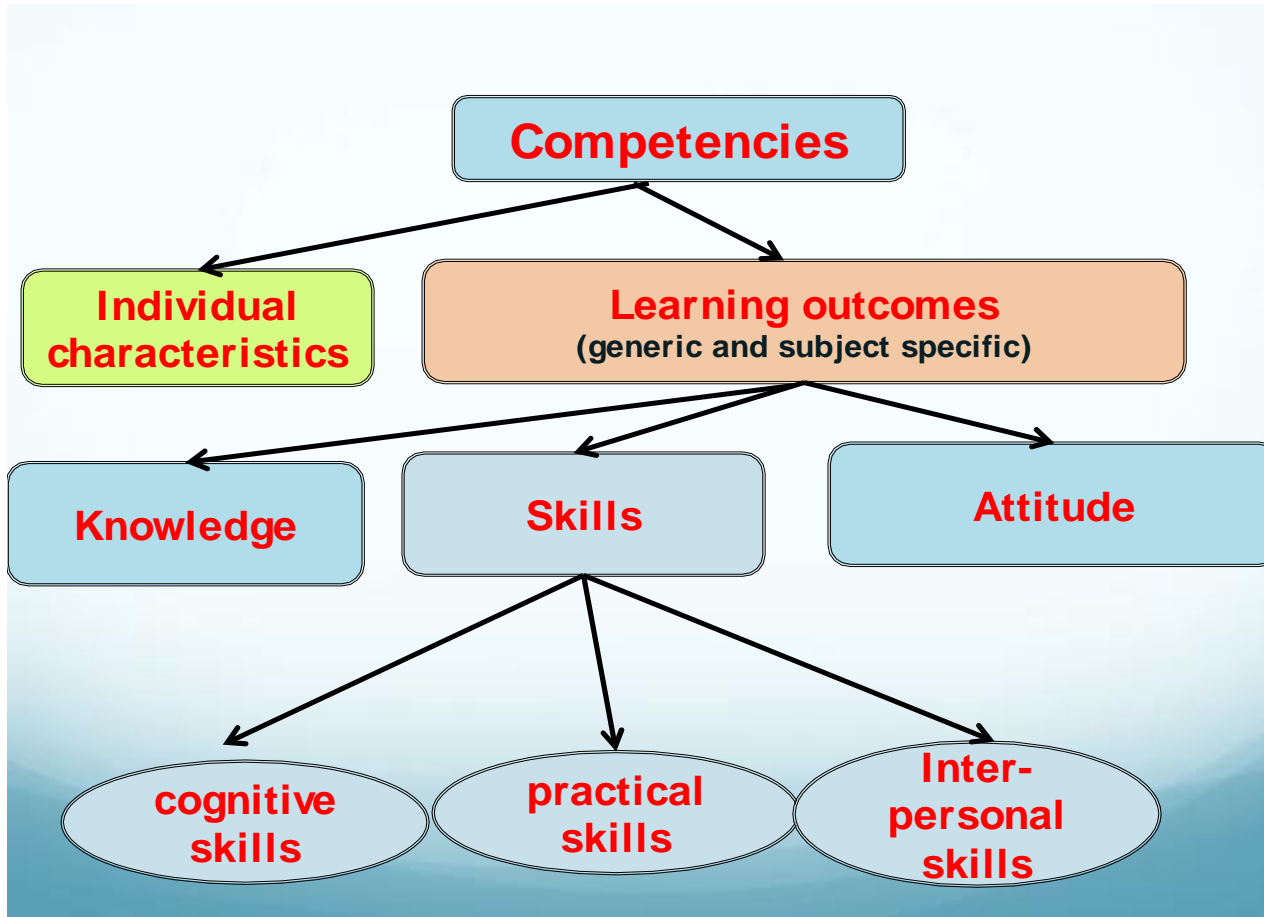 Competencies
Individual
characteristics
Learning outcomes
(generic and subject specific)
Knowledge
Skills
Attitude
cognitive
skills
practical
skills
Inter-
personal
skills